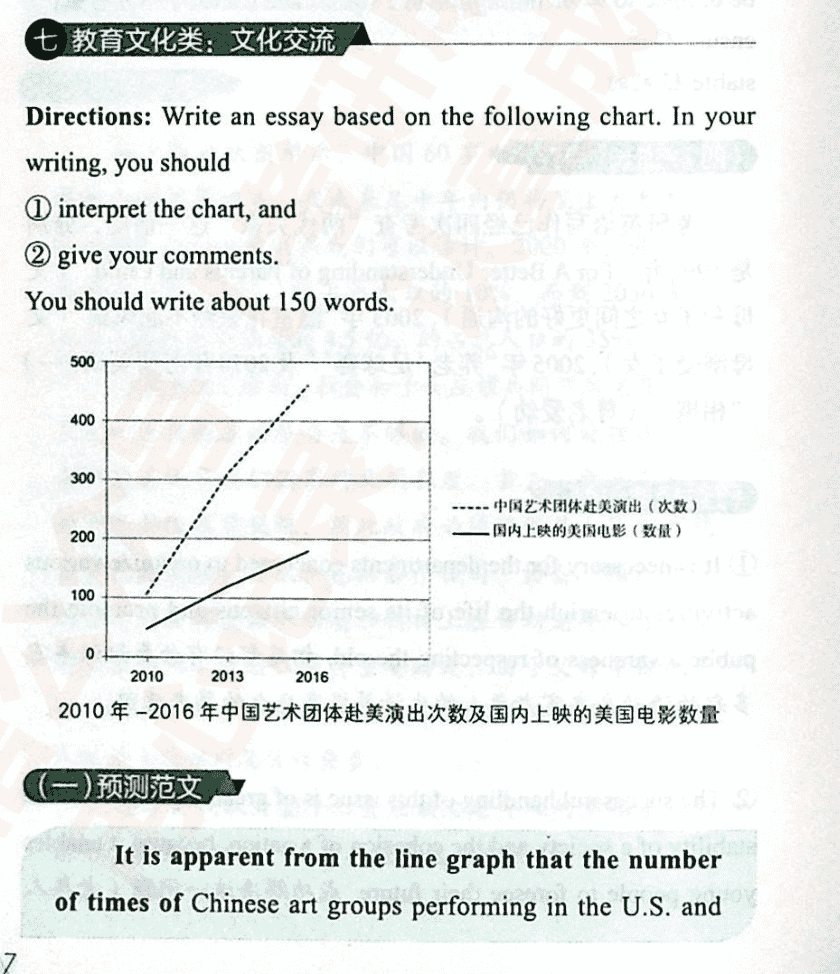 七 教育文化类：文化交流
Directions: Write an essay based on the following chart. In your
writing, you should
① interpret the chart, and
② give your comments.
You should write about 150 words.
500
400
300
200
100
0
2010 2013 2016
中国艺术团体赴美演出（次数）
国内上映的美国电影（数量）
2010 年 –2016 年中国艺术团体赴美演出次数及国内上映的美国电影数量
(一) 预测范文
It is apparent from the line graph that the number
of times of Chinese art groups performing in the U.S. and
7